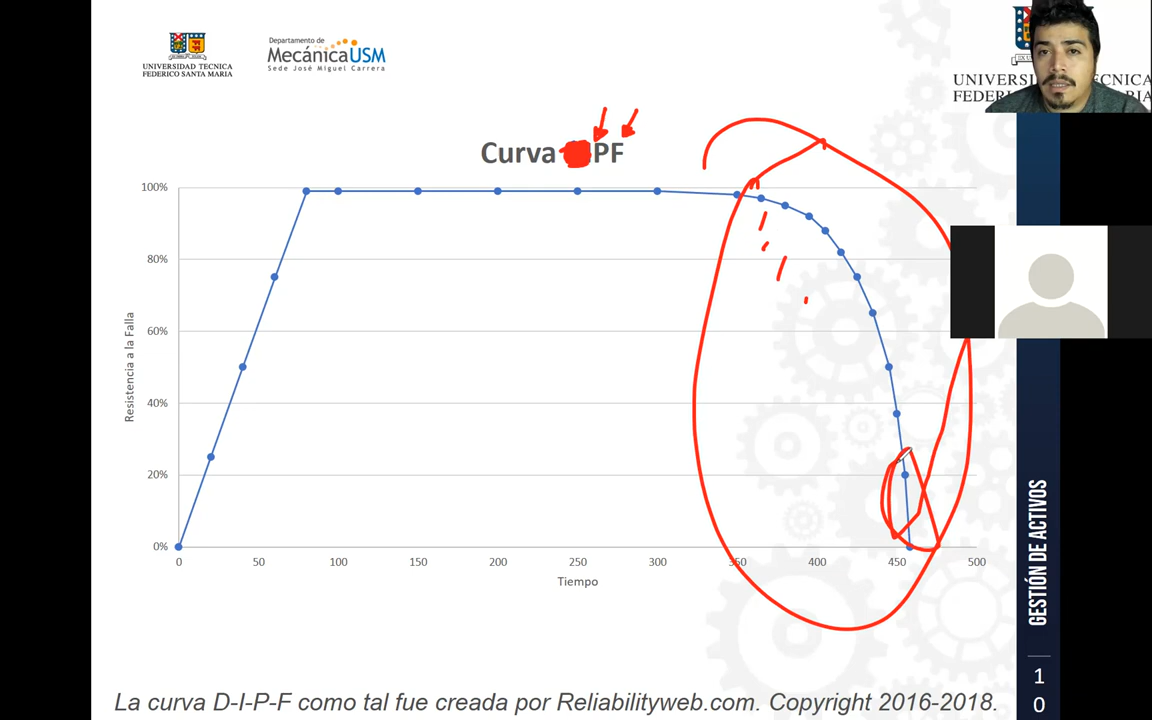 UNIVERSIDAD TECNICA
FEDERICO SANTA MARIA
Departamento de
MecánicaUSM
Sede José Miguel Carrera
FEDER
Curva PF
100%
80%
60%
40%
20%
0%
Resistencia a la Falla
0
50
100
150
200
250
300
350
400
450
500
Tiempo
GESTIÓN DE ACTIVOS
1
0
La curva D-I-P-F como tal fue creada por Reliabilityweb.com. Copyright 2016-2018.